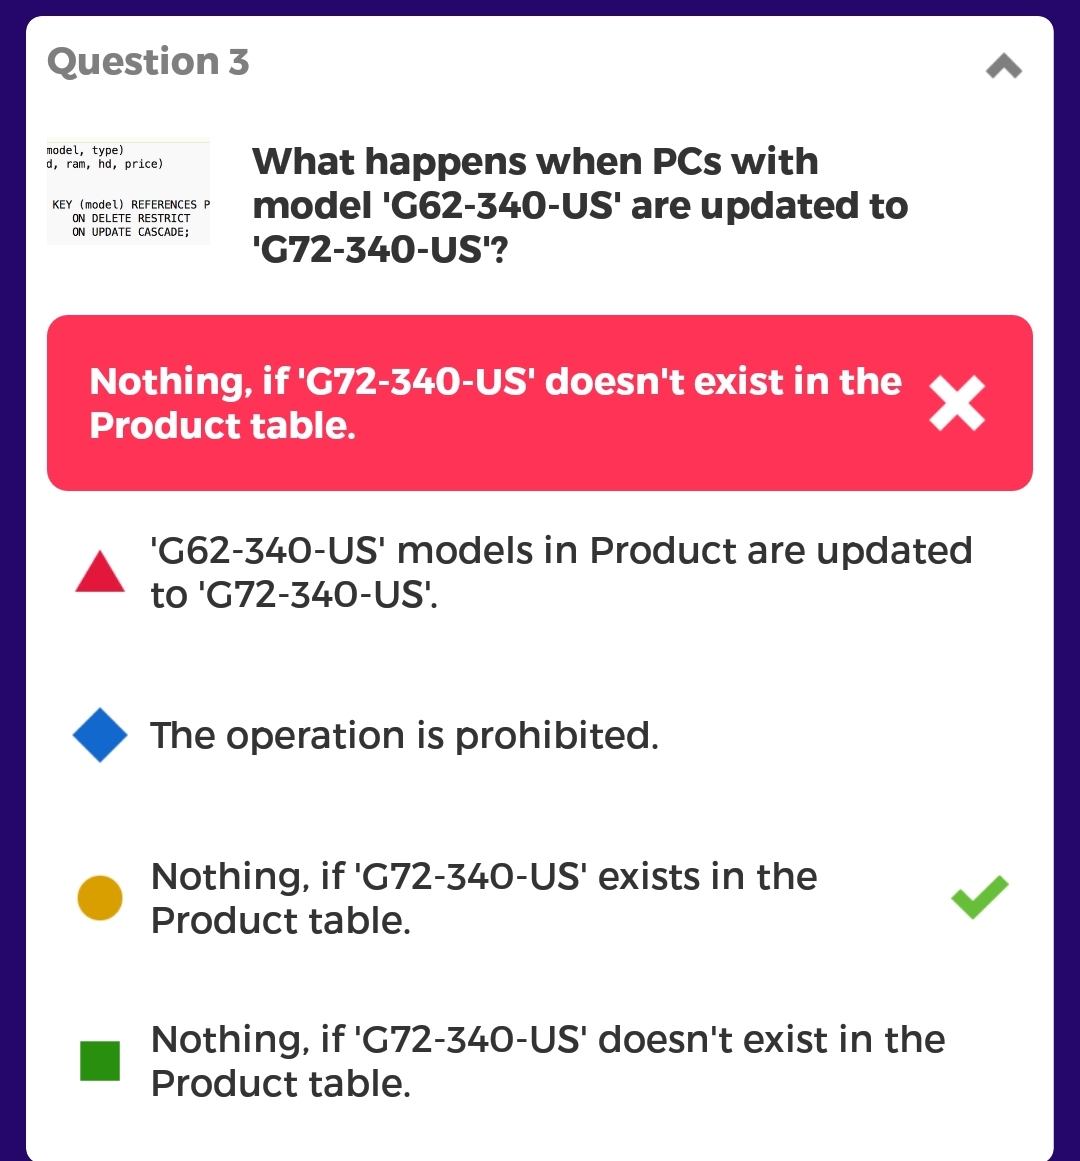 Question 3
model, type)
d, ram, hd, price)
KEY (model) REFERENCES P
ON DELETE RESTRICT
ON UPDATE CASCADE;
What happens when PCs with
model 'G62-340-US' are updated to
'G72-340-US'?
Nothing, if 'G72-340-US' doesn't exist in the
Product table.
'G62-340-US' models in Product are updated
to 'G72-340-US'.
The operation is prohibited.
Nothing, if 'G72-340-US' exists in the
Product table.
Nothing, if 'G72-340-US' doesn't exist in the
Product table.